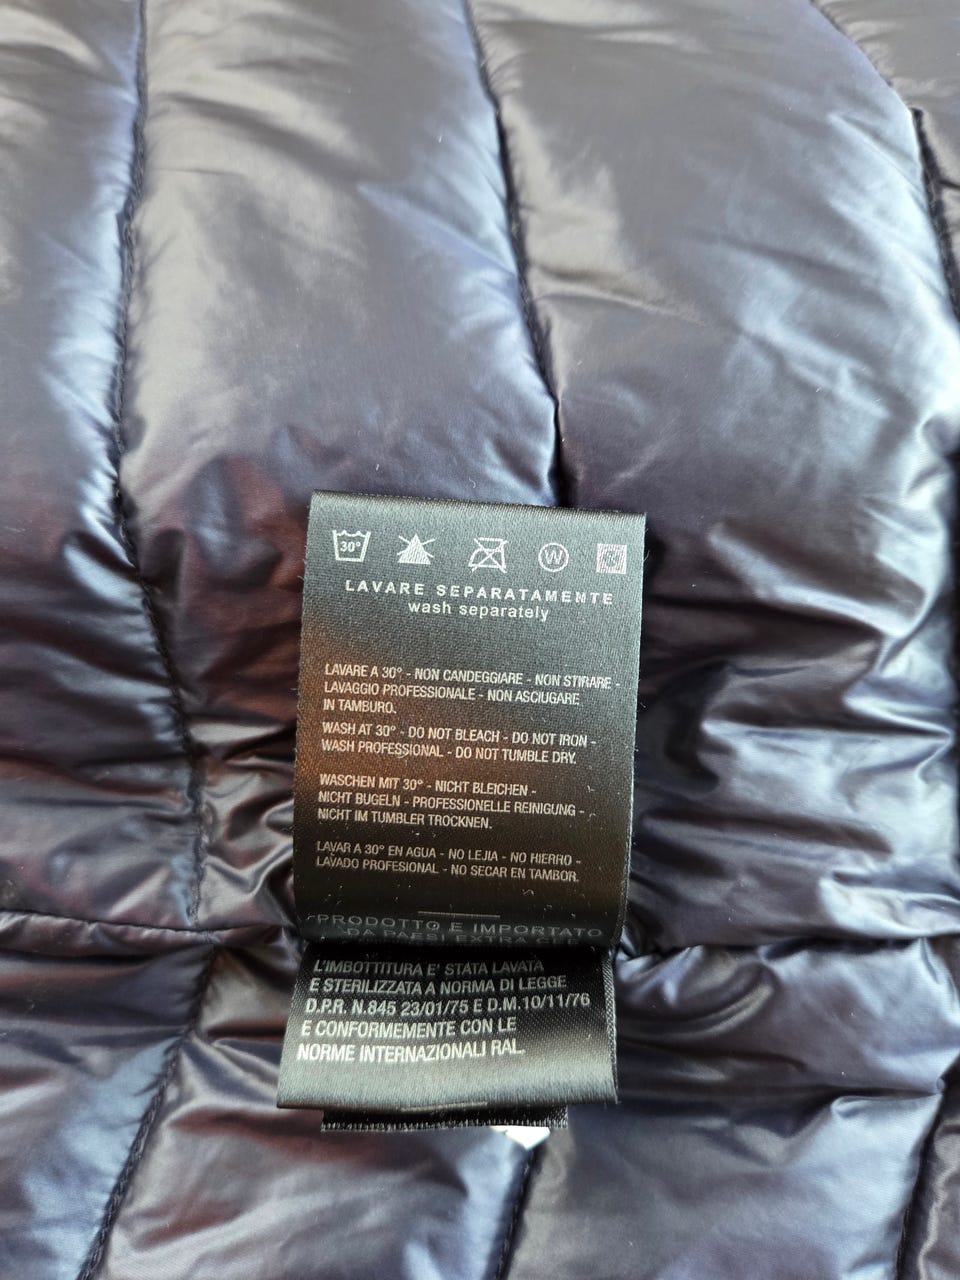 30°
W
LAVARE SEPARATAMENTE
wash separately
LAVARE A 30° - NON CANDEGGIARE - NON STIRARE -
LAVAGGIO PROFESSIONALE - NON ASCIUGARE
IN TAMBURO.
WASH AT 30° - DO NOT BLEACH - DO NOT IRON -
WASH PROFESSIONAL - DO NOT TUMBLE DRY.
WASCHEN MIT 30° - NICHT BLEICHEN -
NICHT BUGELN - PROFESSIONELLE REINIGUNG -
NICHT IM TUMBLER TROCKNEN.
LAVAR A 30° EN AGUA - NO LEJIA - NO HIERRO -
LAVADO PROFESIONAL - NO SECAR EN TAMBOR.
PRODOTTO E IMPORTATO
DA PAESI EXTRA CEE
L'IMBOTTITURA E' STATA LAVATA
E STERILIZZATA A NORMA DI LEGGE
D.P.R. N.845 23/01/75 E D.M.10/11/76
E CONFORMEMENTE CON LE
NORME INTERNAZIONALI RAL.